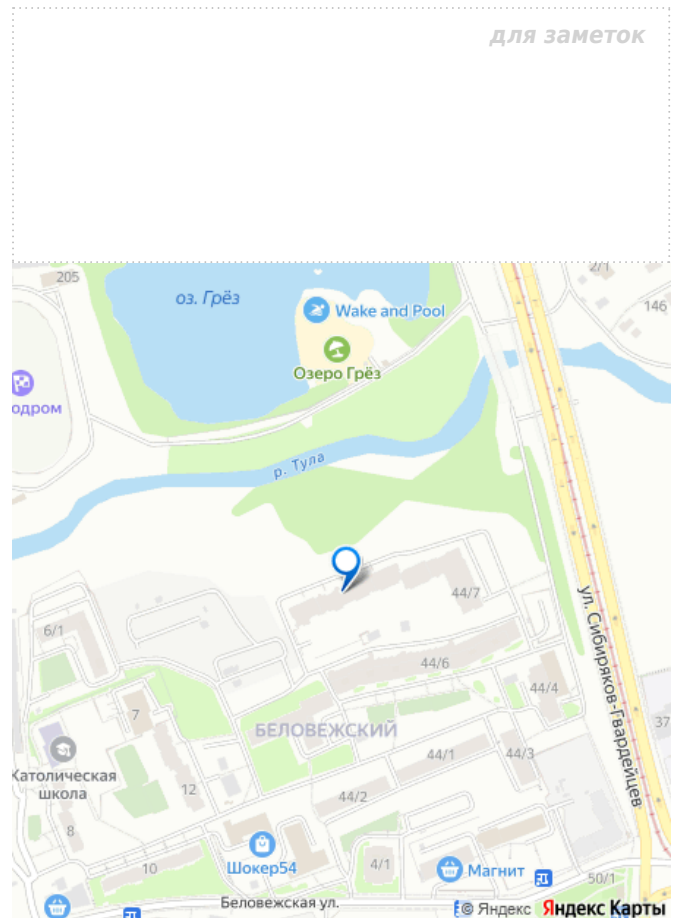 для заметок
205
2/1
оз. Грёз
Wake and Pool
146
Озеро Грёз
одром
р. Тула
44/7
6/1
ул. Сибиряков-Гвардейцев
44/6
44/4
7
БЕЛОВЕЖСКИЙ
37
Католическая
школа
44/1
44/3
12
44/2
8
10
Шокер54
4/1
Магнит
50/1
Беловежская ул.
© Яндекс Яндекс Карты